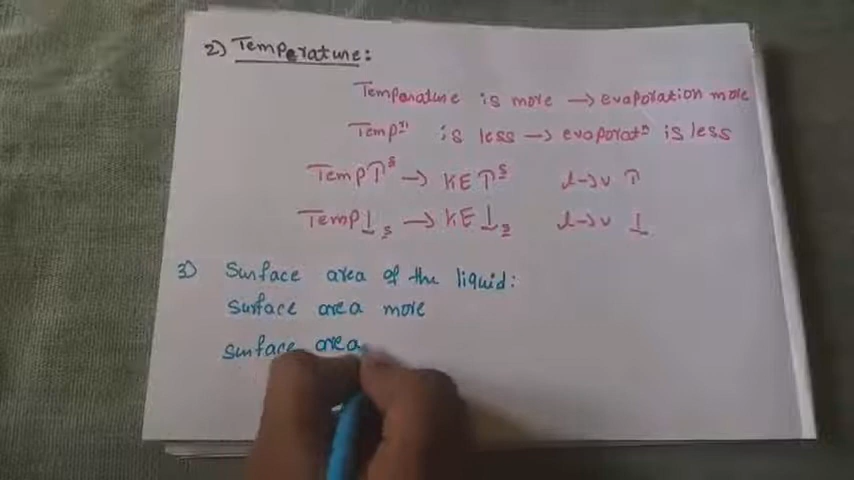 2) Temperature:
Temperature is more → evaporation more
Tempʳⁿ is less → evaporatⁿ is less
Temp↑ˢ → KE↑ˢ l→v ↑
Temp↓s → KE↓s l→v ↓
3) Surface area of the liquid:
Surface area more
Surface area